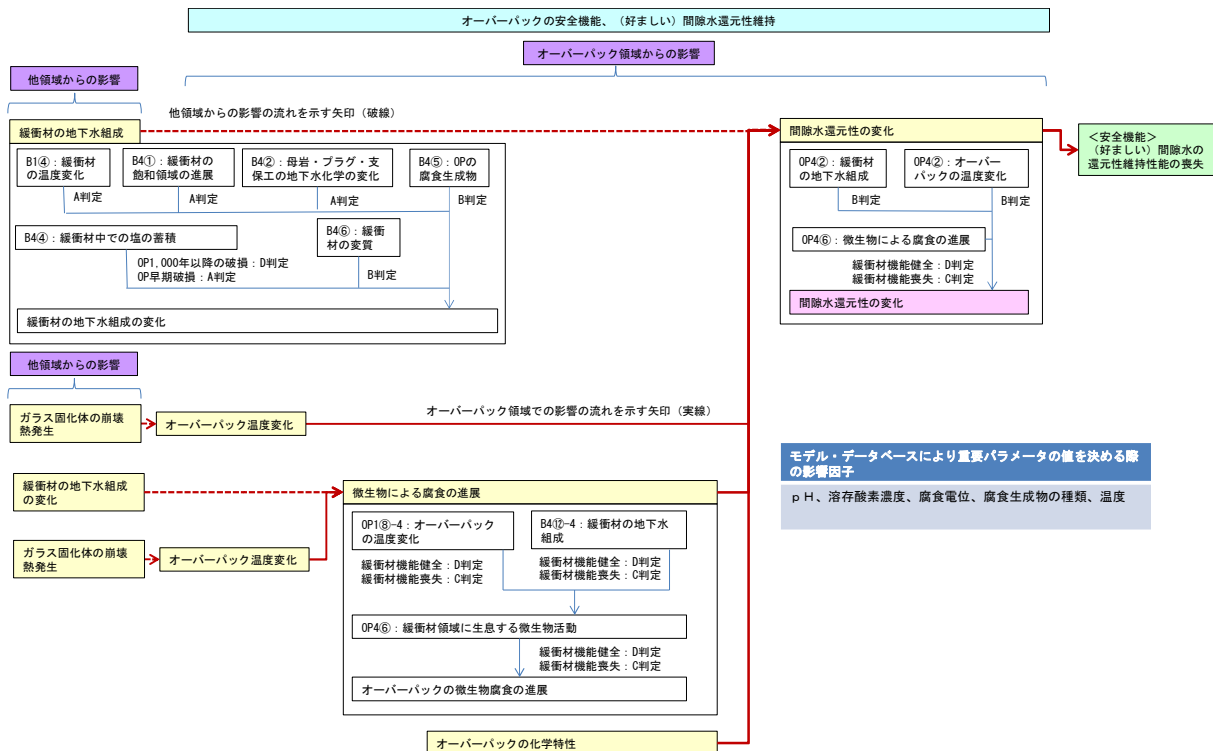 オーバーパックの安全機能、（好ましい）間隙水還元性維持
オーバーパック領域からの影響
他領域からの影響
他領域からの影響の流れを示す矢印（破線）
緩衝材の地下水組成
B1④：緩衝材
の温度変化
B4①：緩衝材の
飽和領域の進展
B4②：母岩・プラグ・支
保工の地下水化学の変化
B4⑤：OPの
腐食生成物
A判定
A判定
A判定
B判定
B4④：緩衝材中での塩の蓄積
B4⑥：緩衝
材の変質
OP1,000年以降の破損：D判定
OP早期破損：A判定
B判定
緩衝材の地下水組成の変化
間隙水還元性の変化
OP4②：緩衝材
の地下水組成
OP4②：オーバー
パックの温度変化
B判定
B判定
OP4⑥：微生物による腐食の進展
緩衝材機能健全：D判定
緩衝材機能喪失：C判定
間隙水還元性の変化
＜安全機能＞
（好ましい）間隙水の
還元性維持性能の喪失
他領域からの影響
ガラス固化体の崩壊
熱発生
オーバーパック温度変化
オーバーパック領域での影響の流れを示す矢印（実線）
モデル・データベースにより重要パラメータの値を決める際
の影響因子
ｐＨ、溶存酸素濃度、腐食電位、腐食生成物の種類、温度
緩衝材の地下水組成
の変化
ガラス固化体の崩壊
熱発生
オーバーパック温度変化
微生物による腐食の進展
OP1⑧-4：オーバーパック
の温度変化
B4⑫-4：緩衝材の地下水
組成
緩衝材機能健全：D判定
緩衝材機能喪失：C判定
緩衝材機能健全：D判定
緩衝材機能喪失：C判定
OP4⑥：緩衝材領域に生息する微生物活動
緩衝材機能健全：D判定
緩衝材機能喪失：C判定
オーバーパックの微生物腐食の進展
オーバーパックの化学特性